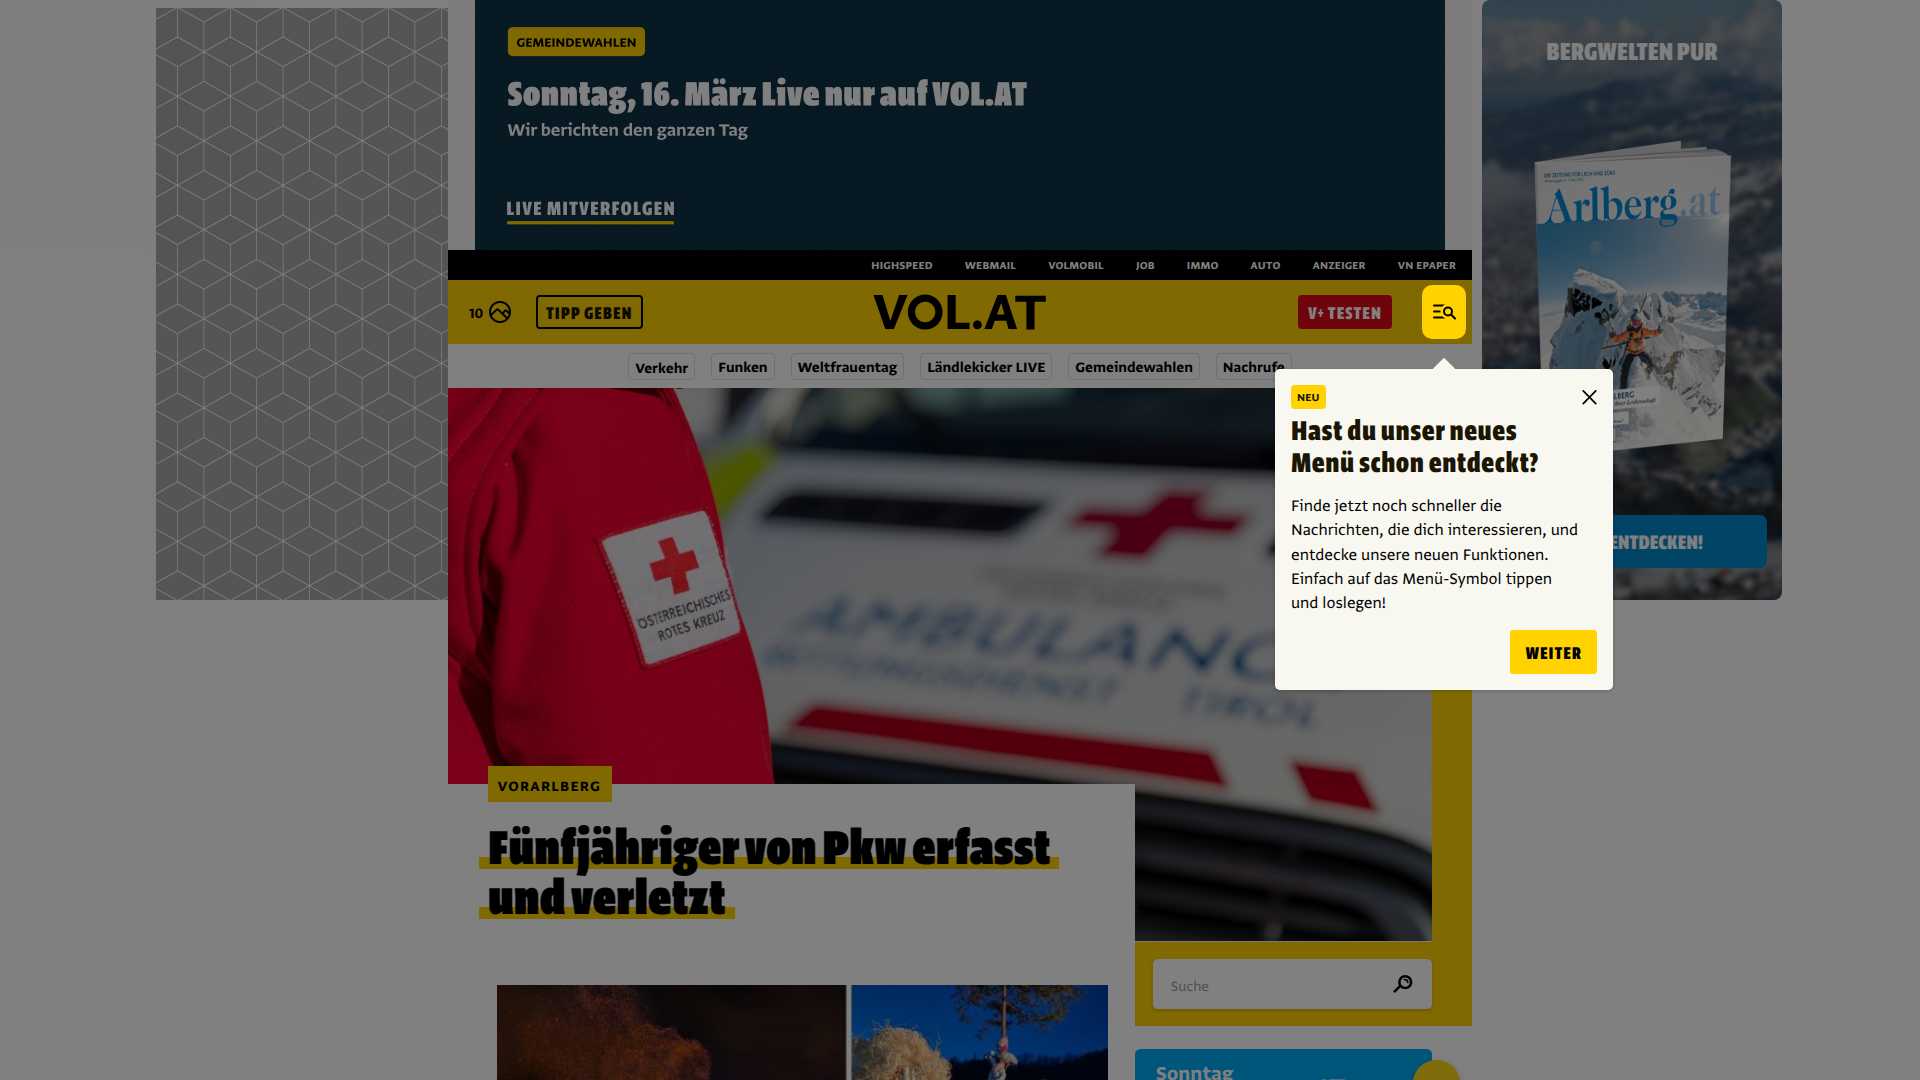 GEMEINDEWAHLEN
Sonntag, 16. März Live nur auf VOL.AT
Wir berichten den ganzen Tag
LIVE MITVERFOLGEN
BERGWELTEN PUR
Arlberg.at
ENTDECKEN!
HIGHSPEED WEBMAIL VOLMOBIL JOB IMMO AUTO ANZEIGER VN EPAPER
10 TIPP GEBEN VOL.AT V+ TESTEN
Verkehr Funken Weltfrauentag Ländlekicker LIVE Gemeindewahlen Nachrufe
NEU
Hast du unser neues
Menü schon entdeckt?
Finde jetzt noch schneller die
Nachrichten, die dich interessieren, und
entdecke unsere neuen Funktionen.
Einfach auf das Menü-Symbol tippen
und loslegen!
WEITER
ÖSTERREICHISCHES
ROTES KREUZ
AMBULANC
RETTUNGSDIENST TIROL
VORARLBERG
Fünfjähriger von Pkw erfasst
und verletzt
Suche
Sonntag